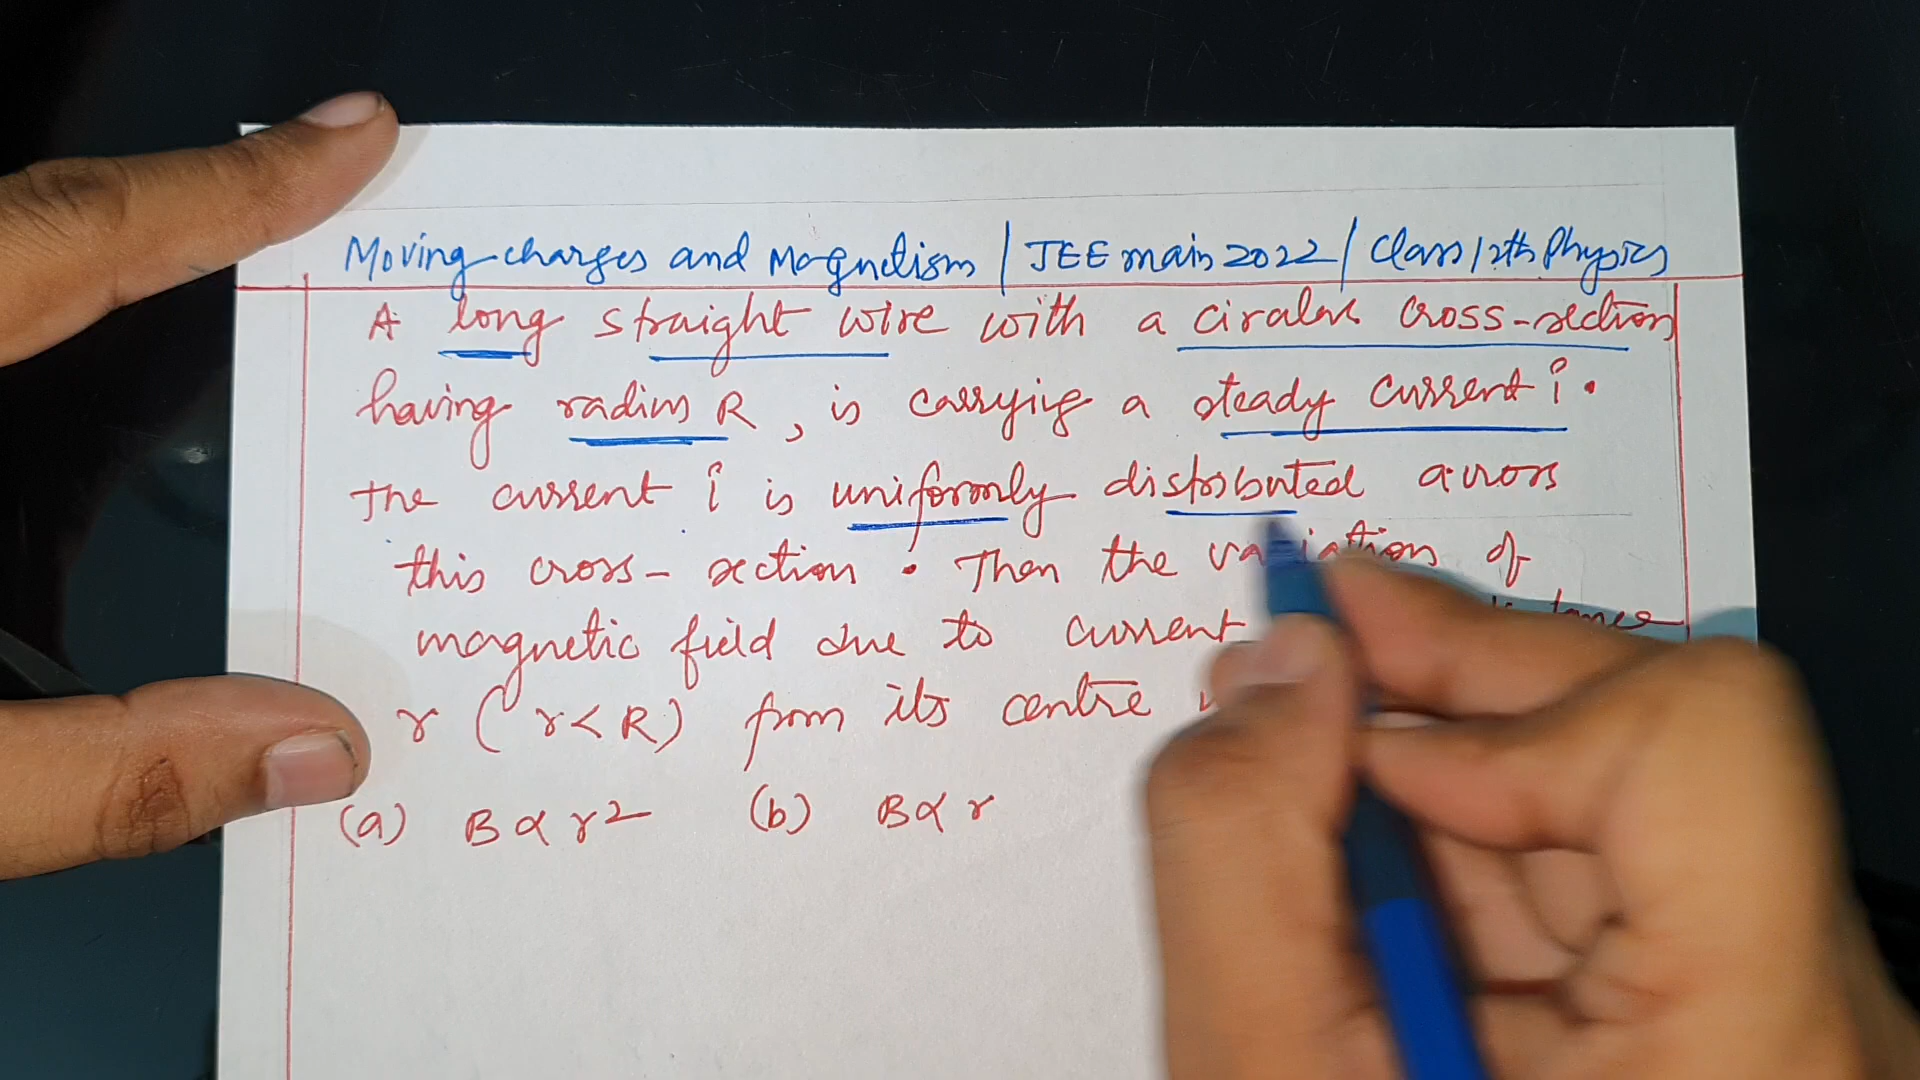 Moving charges and Magnetism / JEE main 2022 / Class 12th Physics
A long straight wire with a circular cross-section
having radius R, is carrying a steady current i.
The current i is uniformly distributed across
this cross-section. Then the variation of
magnetic field due to current
r (r<R) from its centre
(a) B ∝ r² (b) B ∝ r